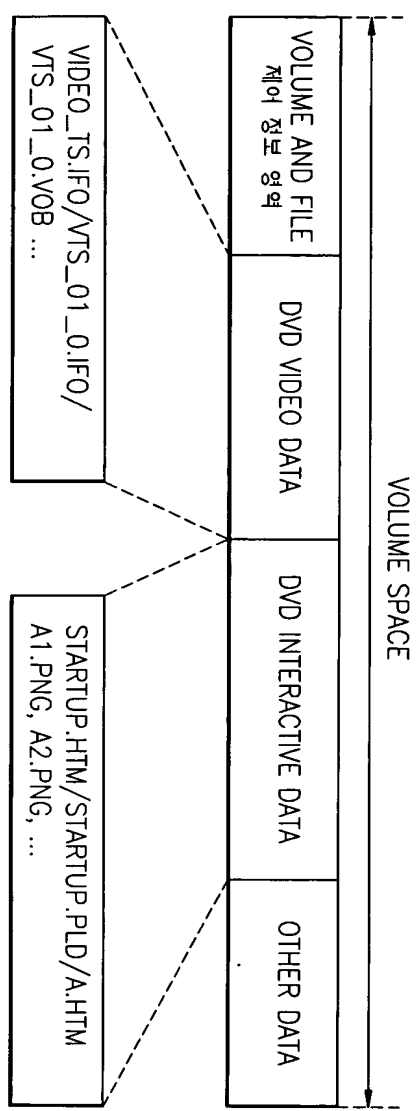 VOLUME SPACE
VOLUME AND FILE
제어 정보 영역
DVD VIDEO DATA
DVD INTERACTIVE DATA
OTHER DATA
VIDEO_TS.IFO/VTS_01_0.IFO/
VTS_01_0.VOB ...
STARTUP.HTM/STARTUP.PLD/A.HTM
A1.PNG, A2.PNG, ...